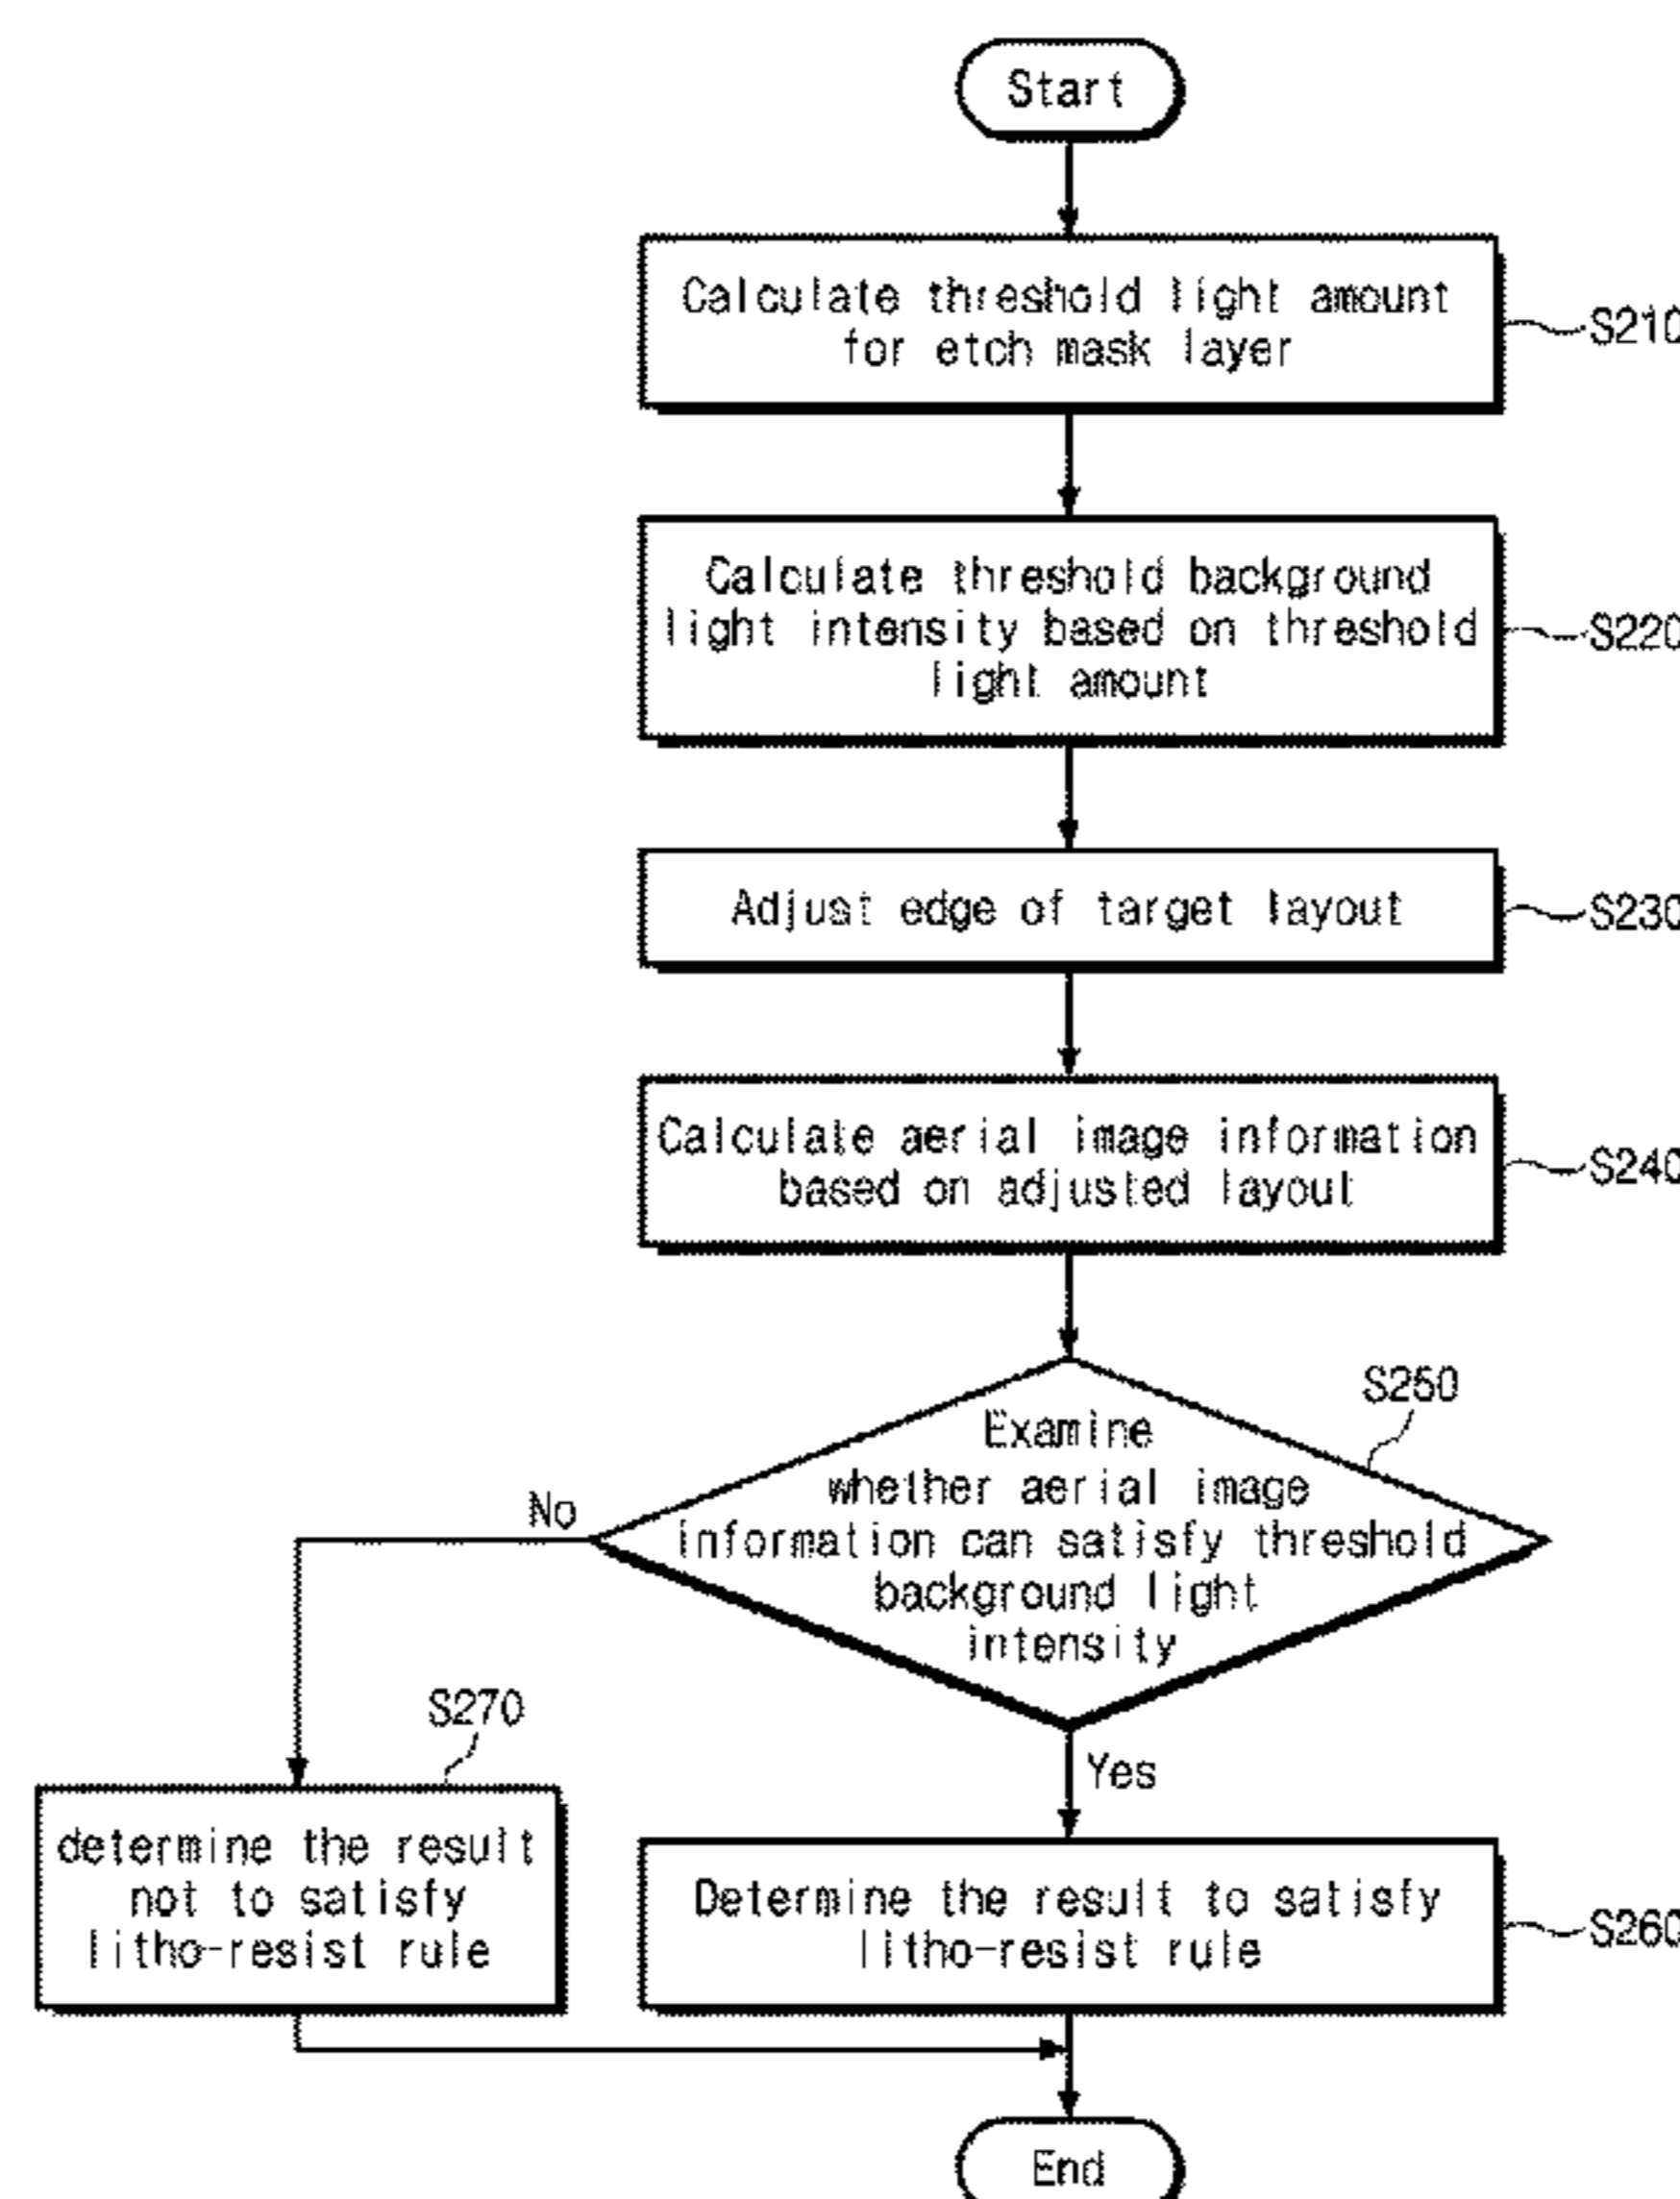 Start
Calculate threshold light amount
for etch mask layer
S210
Calculate threshold background
light intensity based on threshold
light amount
S220
Adjust edge of target layout
S230
Calculate aerial image information
based on adjusted layout
S240
S250
Examine
whether aerial image
information can satisfy threshold
background light
intensity
No
Yes
S270
determine the result
not to satisfy
litho-resist rule
Determine the result to satisfy
litho-resist rule
S260
End